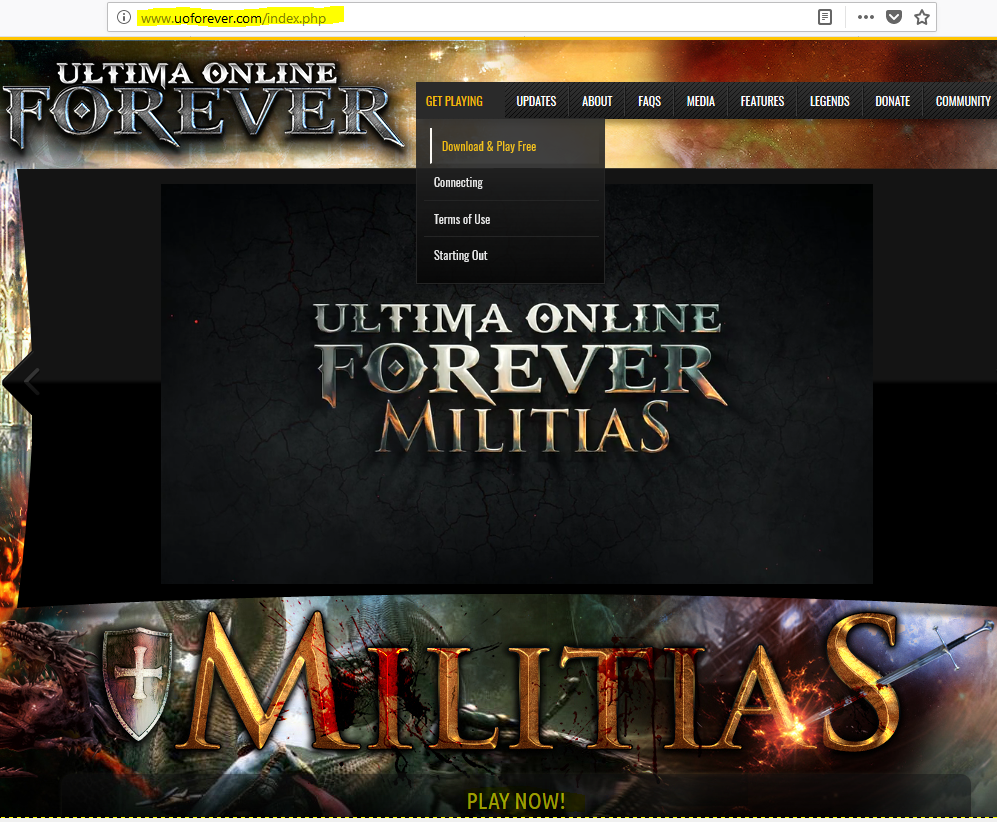 www.uoforever.com/index.php
ULTIMA ONLINE
FOREVER
GET PLAYING UPDATES ABOUT FAQS MEDIA FEATURES LEGENDS DONATE COMMUNITY
Download & Play Free
Connecting
Terms of Use
Starting Out
ULTIMA ONLINE
FOREVER
MILITIAS
MILITIAS
PLAY NOW!